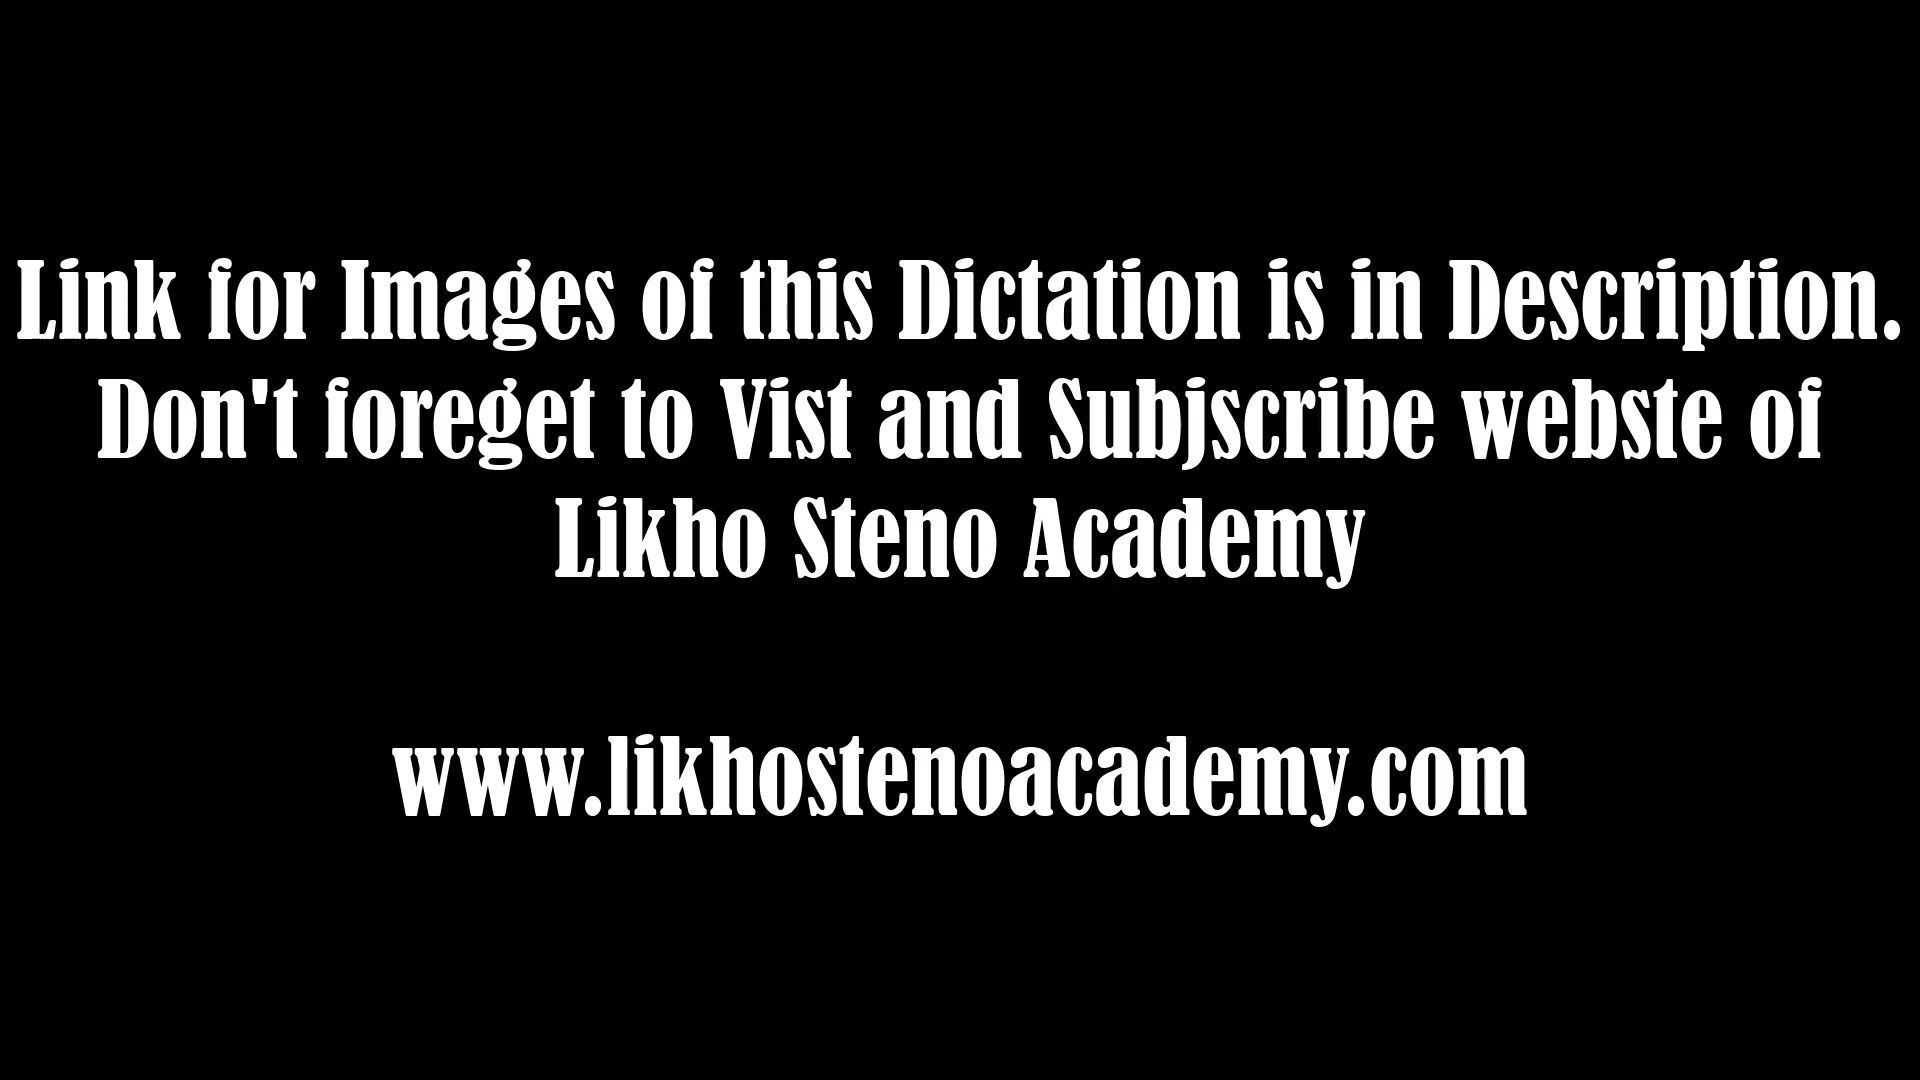 Link for Images of this Dictation is in Description.
Don't foreget to Vist and Subjscribe webste of
Likho Steno Academy
www.likhostenoacademy.com